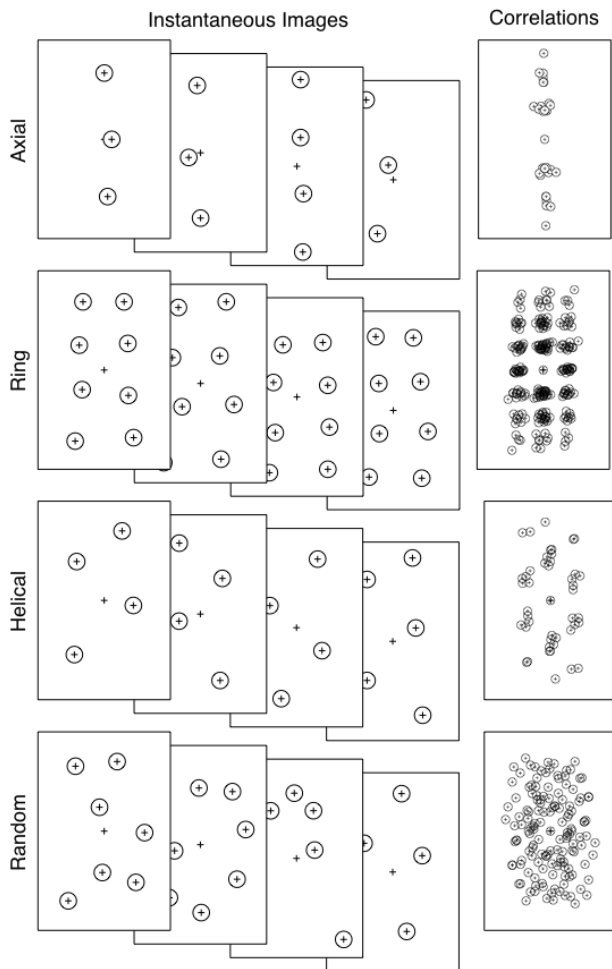 Instantaneous Images
Correlations
Axial
Ring
Helical
Random